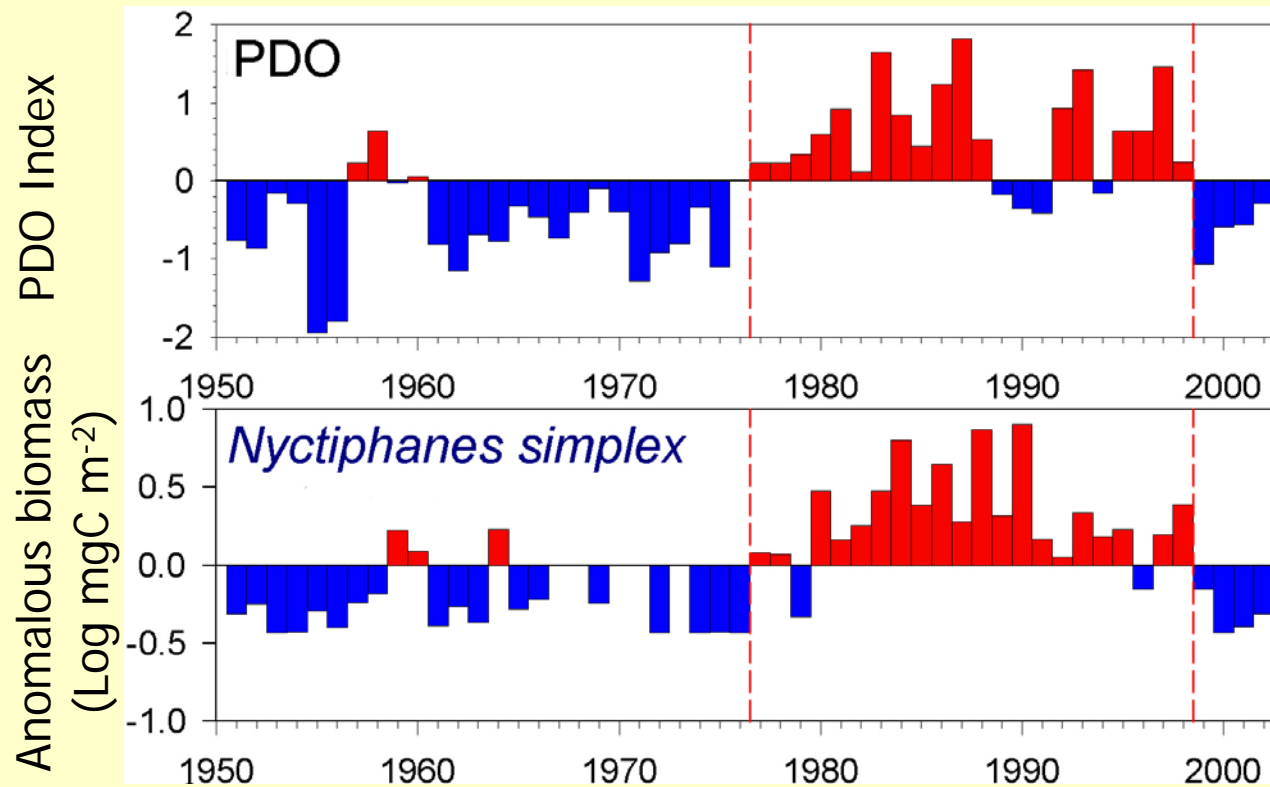 PDO Index
2
1
0
-1
-2
PDO
1950 1960 1970 1980 1990 2000
Anomalous biomass
(Log mgC m⁻²)
1.0
0.5
0.0
-0.5
-1.0
Nyctiphanes simplex
1950 1960 1970 1980 1990 2000